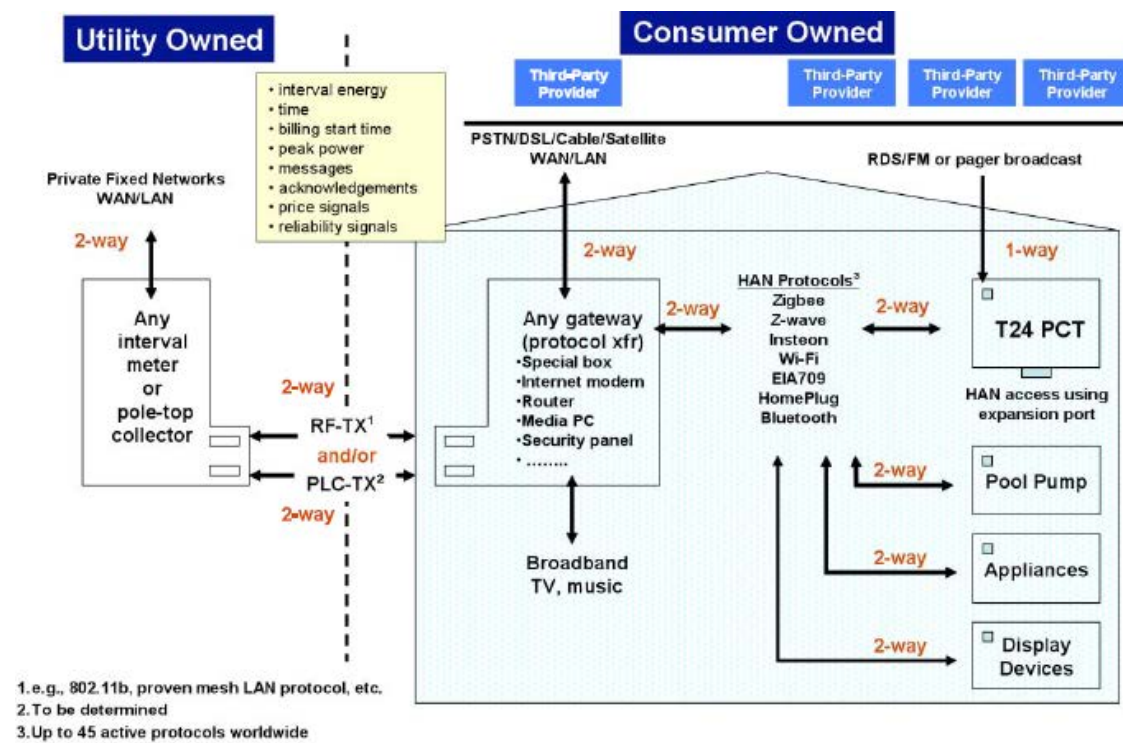 Utility Owned
Consumer Owned
Third-Party
Provider
Third-Party
Provider
Third-Party
Provider
Third-Party
Provider
• interval energy
• time
• billing start time
• peak power
• messages
• acknowledgements
• price signals
• reliability signals
PSTN/DSL/Cable/Satellite
WAN/LAN
RDS/FM or pager broadcast
Private Fixed Networks
WAN/LAN
2-way
2-way
1-way
Any
interval
meter
or
pole-top
collector
2-way
RF-TX¹
and/or
PLC-TX²
2-way
Any gateway
(protocol xfr)
•Special box
•Internet modem
•Router
•Media PC
•Security panel
• ........
2-way
HAN Protocols³
Zigbee
Z-wave
Insteon
Wi-Fi
EIA709
HomePlug
Bluetooth
2-way
T24 PCT
HAN access using
expansion port
2-way
Pool Pump
2-way
Appliances
2-way
Display
Devices
Broadband
TV, music
1.e.g., 802.11b, proven mesh LAN protocol, etc.
2.To be determined
3.Up to 45 active protocols worldwide